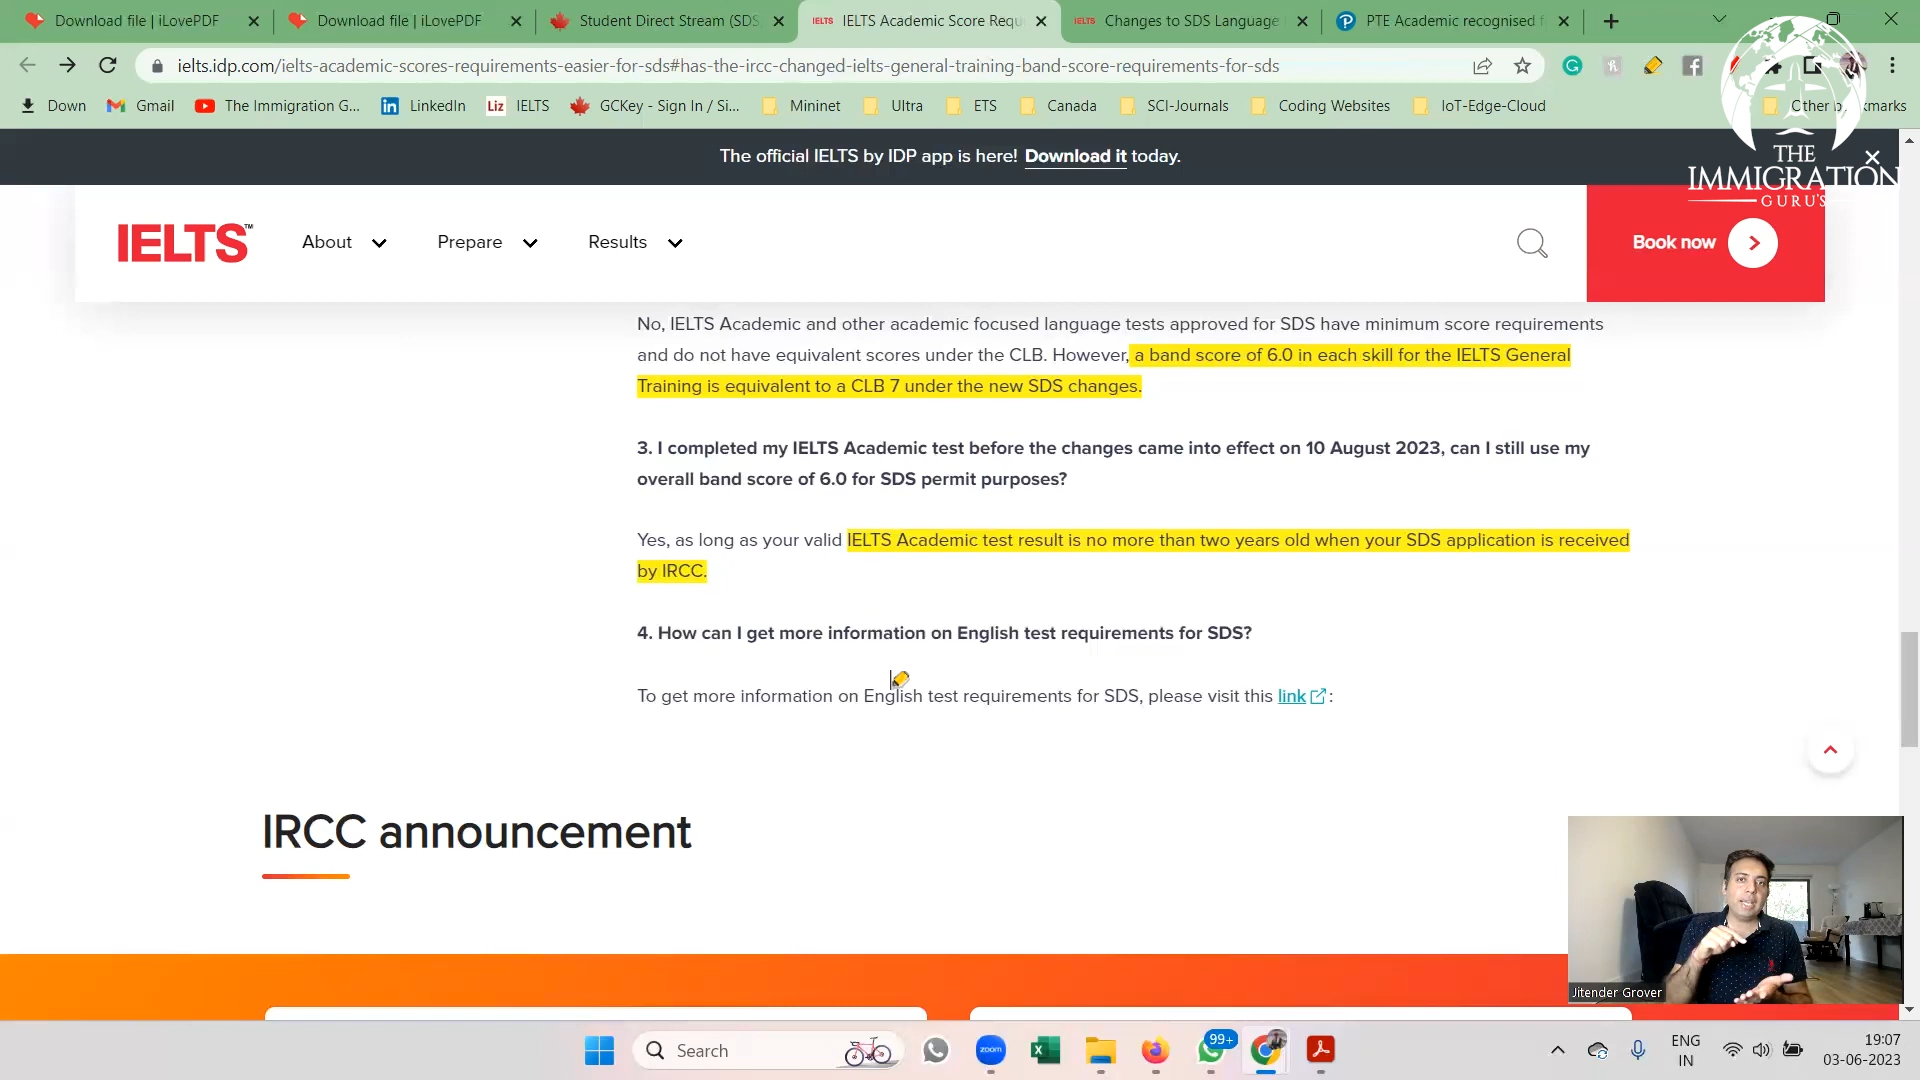 Download file | iLovePDF
Download file | iLovePDF
Student Direct Stream (SDS
IELTS IELTS Academic Score Requ
IELTS Changes to SDS Language
PTE Academic recognised f
ielts.idp.com/ielts-academic-scores-requirements-easier-for-sds#has-the-ircc-changed-ielts-general-training-band-score-requirements-for-sds
Down
Gmail
The Immigration G...
LinkedIn
Liz IELTS
GCKey - Sign In / Si...
Mininet
Ultra
ETS
Canada
SCI-Journals
Coding Websites
IoT-Edge-Cloud
The official IELTS by IDP app is here! Download it today.
THE
IMMIGRATION
GURU'S
IELTS™
About
Prepare
Results
Book now
No, IELTS Academic and other academic focused language tests approved for SDS have minimum score requirements
and do not have equivalent scores under the CLB. However, a band score of 6.0 in each skill for the IELTS General
Training is equivalent to a CLB 7 under the new SDS changes.
3. I completed my IELTS Academic test before the changes came into effect on 10 August 2023, can I still use my
overall band score of 6.0 for SDS permit purposes?
Yes, as long as your valid IELTS Academic test result is no more than two years old when your SDS application is received
by IRCC.
4. How can I get more information on English test requirements for SDS?
To get more information on English test requirements for SDS, please visit this link:
IRCC announcement
Jitender Grover
Search
zoom
99+
ENG
IN
19:07
03-06-2023